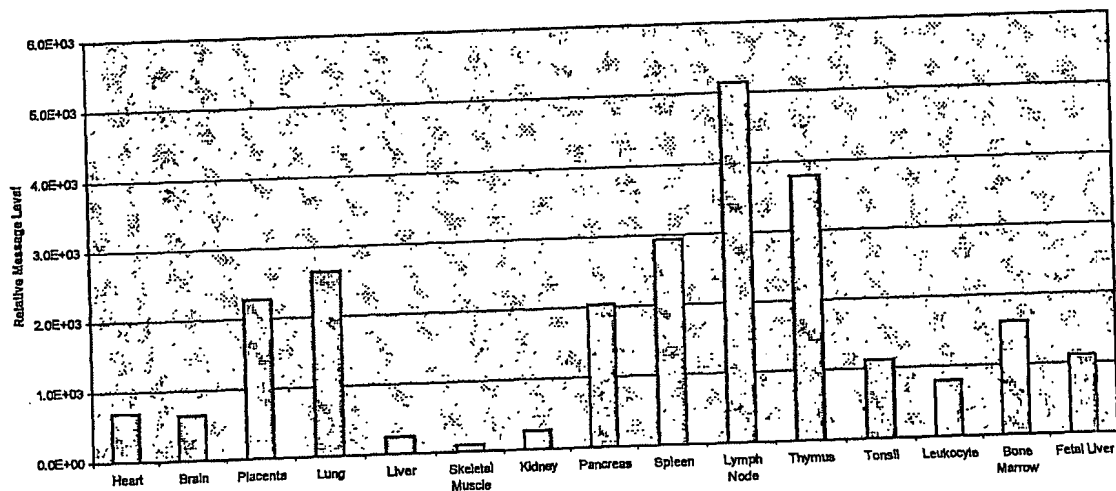 6.0E+03
5.0E+03
4.0E+03
3.0E+03
2.0E+03
1.0E+03
0.0E+00
Relative Message Level
Heart
Brain
Placenta
Lung
Liver
Skeletal
Muscle
Kidney
Pancreas
Spleen
Lymph
Node
Thymus
Tonsil
Leukocyte
Bone
Marrow
Fetal Liver